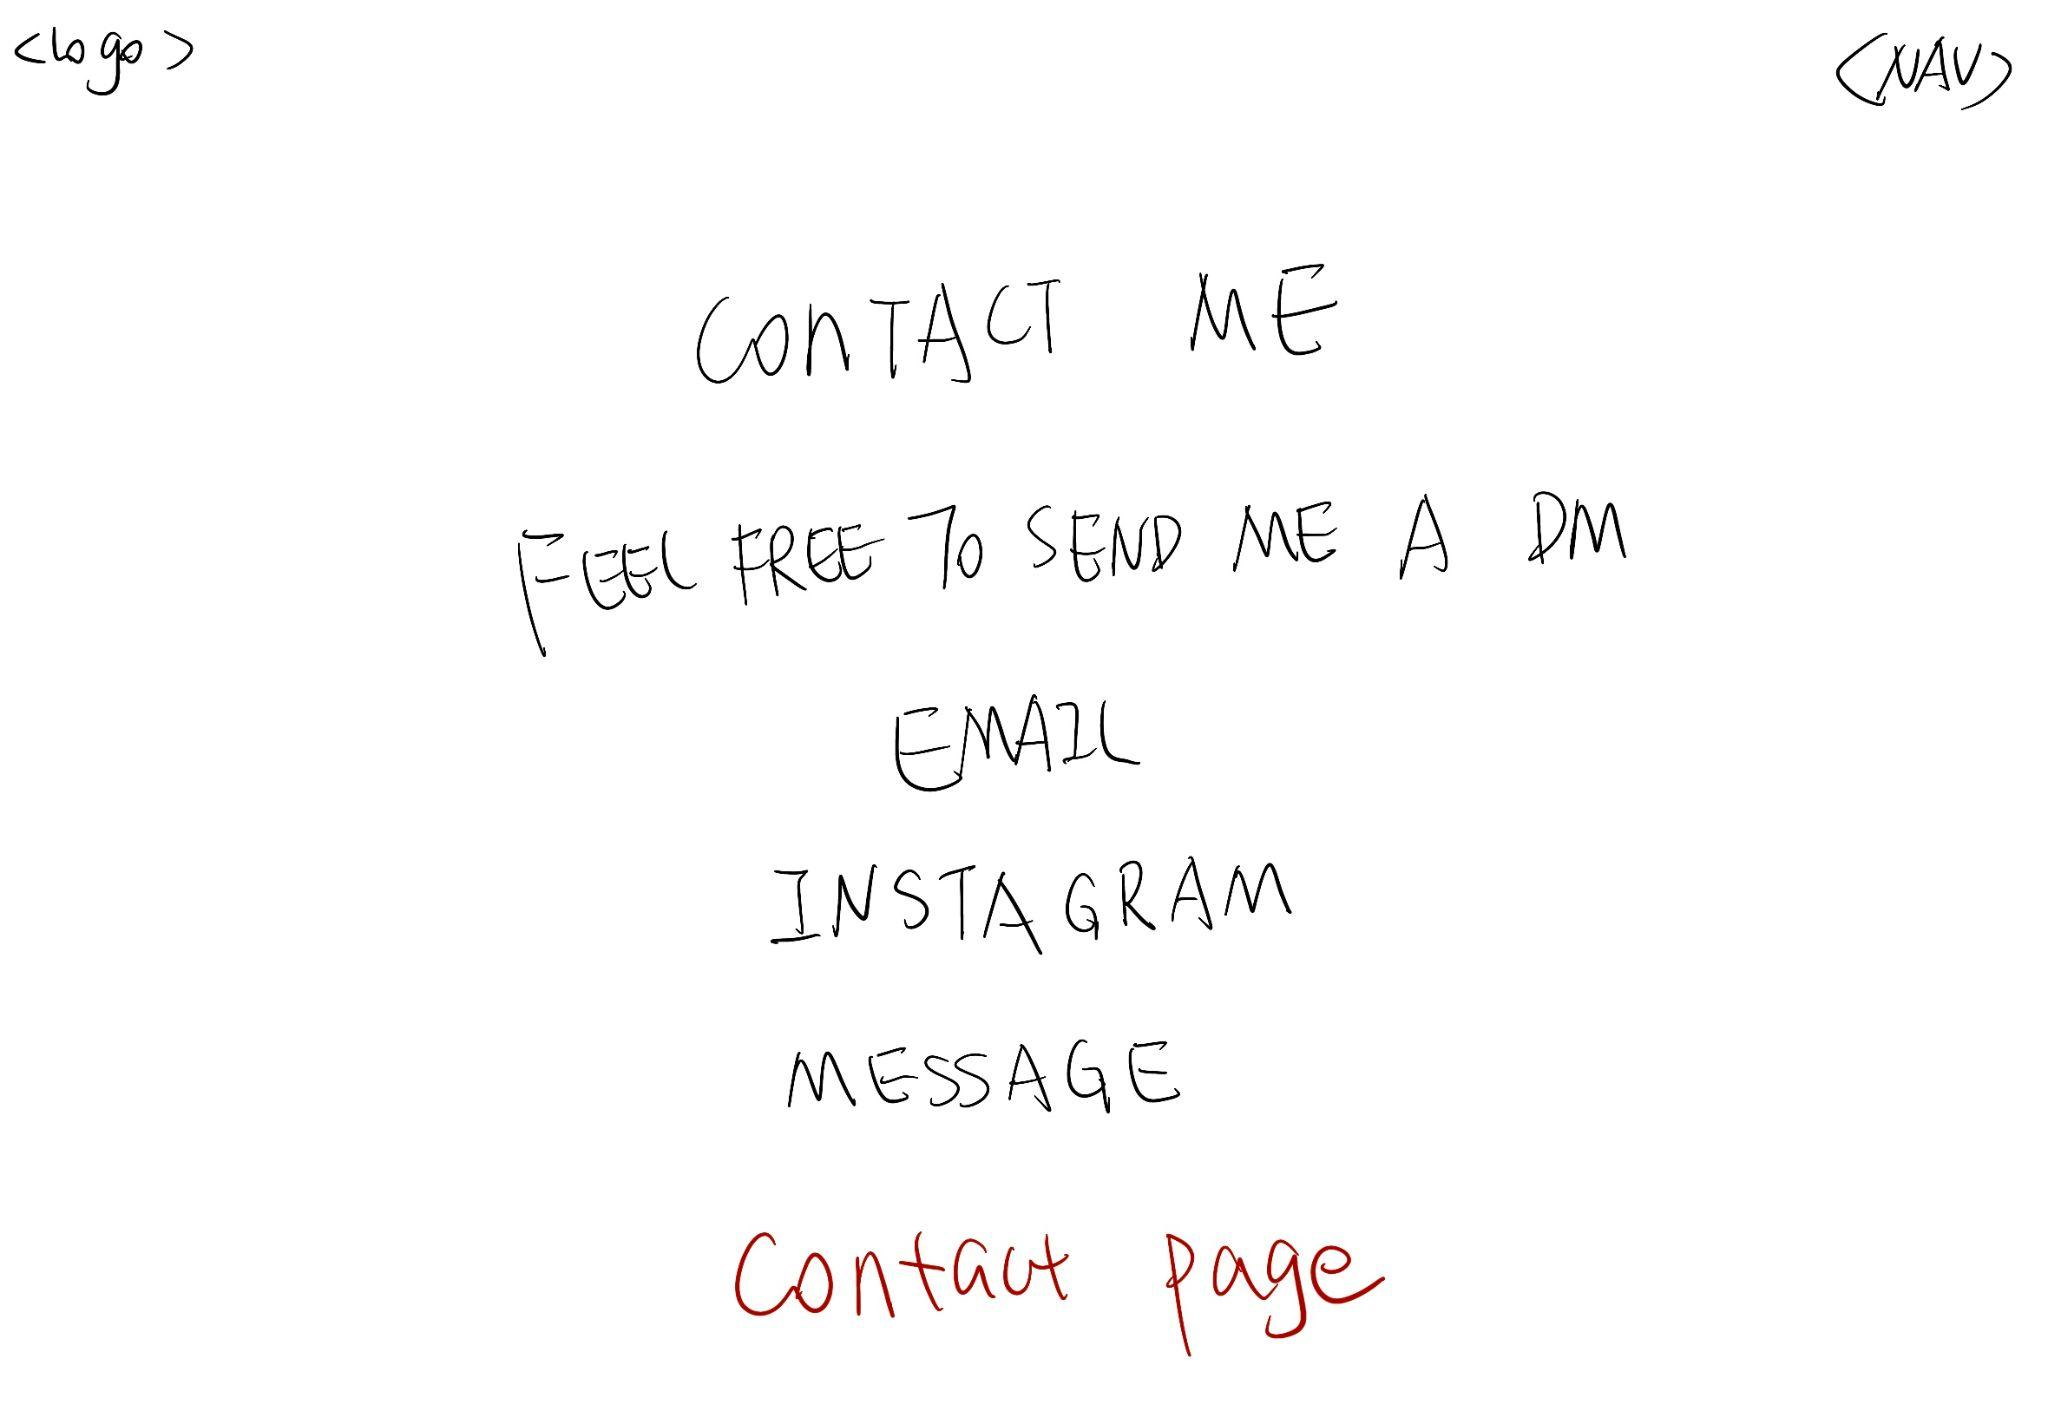 <logo>
<NAV>
CONTACT ME
FEEL FREE TO SEND ME A DM
EMAIL
INSTAGRAM
MESSAGE
Contact page